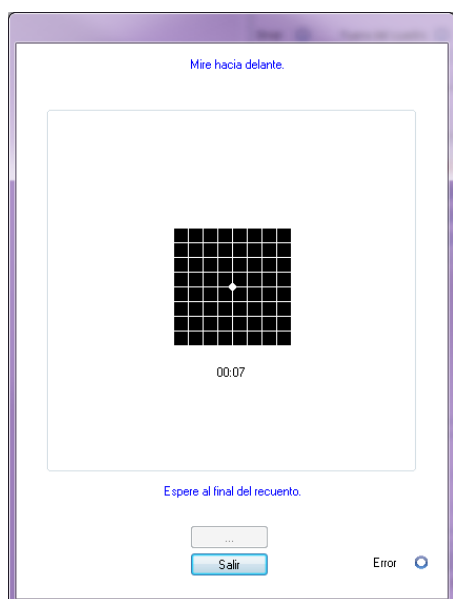 Mire hacia delante.
00:07
Espere al final del recuento.
...
Salir
Error